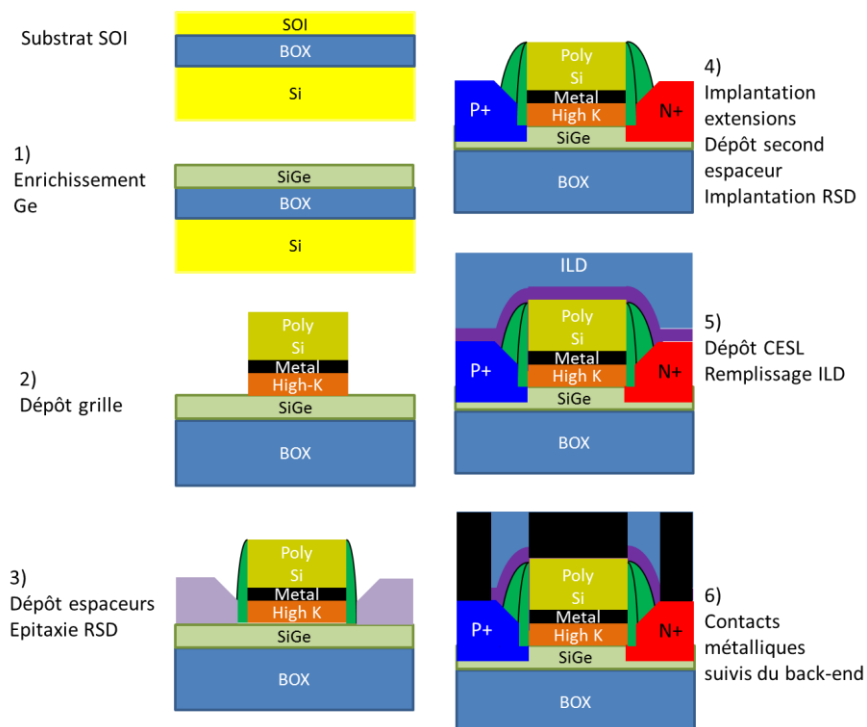 Substrat SOI
SOI
BOX
Si
1)
Enrichissement
Ge
SiGe
BOX
Si
2)
Dépôt grille
Poly
Si
Metal
High-K
SiGe
BOX
3)
Dépôt espaceurs
Epitaxie RSD
Poly
Si
Metal
High K
SiGe
BOX
4)
Implantation
extensions
Dépôt second
espaceur
Implantation RSD
Poly
Si
Metal
High K
P+
N+
SiGe
BOX
5)
Dépôt CESL
Remplissage ILD
ILD
Poly
Si
Metal
High K
P+
N+
SiGe
BOX
6)
Contacts
métalliques
suivis du back-end
Poly
Si
Metal
High K
P+
N+
SiGe
BOX